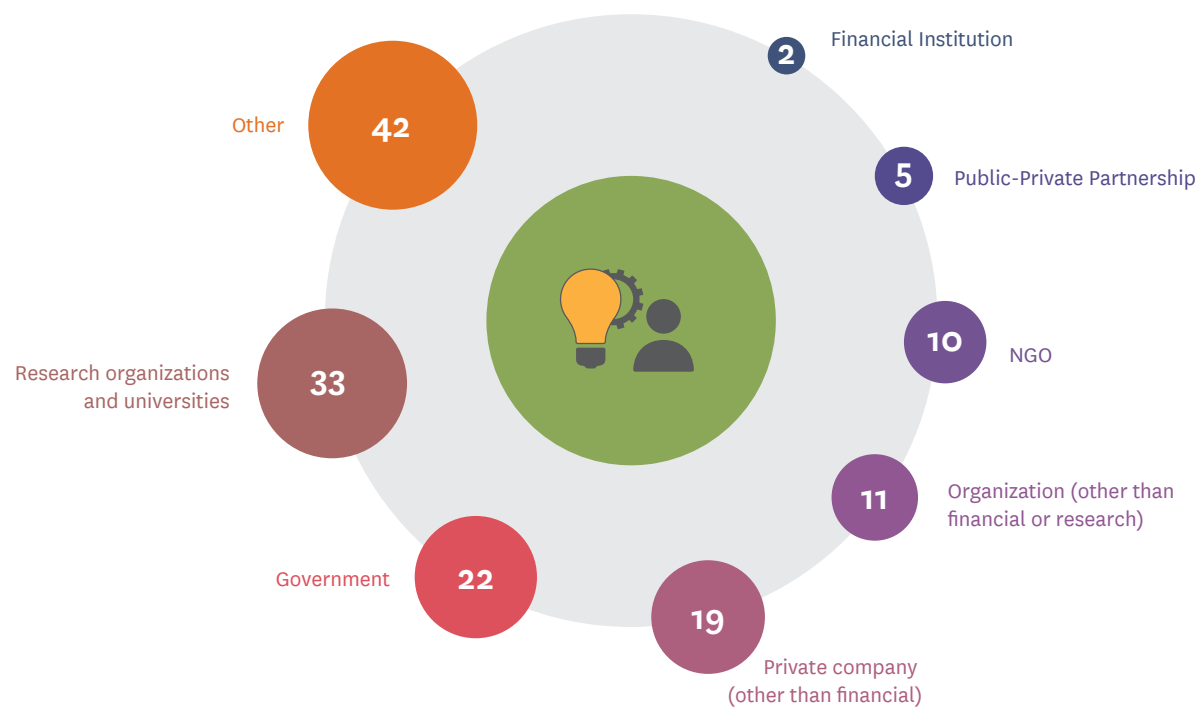 2
Financial Institution
5
Public-Private Partnership
10
NGO
11
Organization (other than
financial or research)
19
Private company
(other than financial)
22
Government
33
Research organizations
and universities
42
Other